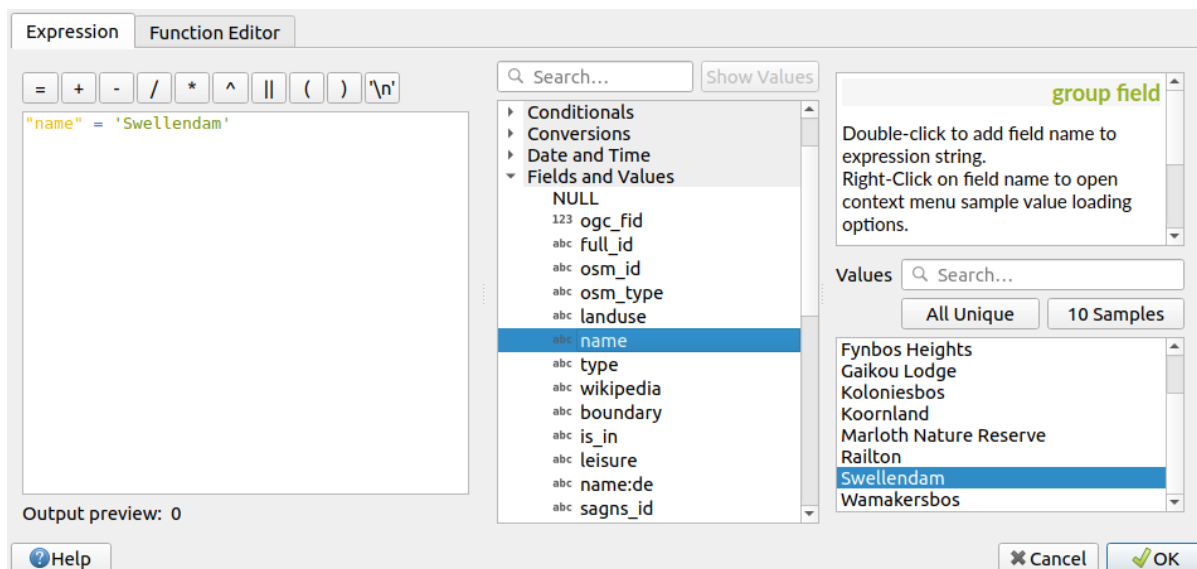 Expression
Function Editor
= + - / * ^ || ( ) '\n'
"name" = 'Swellendam'
Output preview: 0
Search...
Show Values
Conditionals
Conversions
Date and Time
Fields and Values
NULL
123 ogc_fid
abc full_id
abc osm_id
abc osm_type
abc landuse
abc name
abc type
abc wikipedia
abc boundary
abc is_in
abc leisure
abc name:de
abc sagns_id
group field
Double-click to add field name to
expression string.
Right-Click on field name to open
context menu sample value loading
options.
Values
Search...
All Unique
10 Samples
Fynbos Heights
Gaikou Lodge
Koloniesbos
Koornland
Marloth Nature Reserve
Railton
Swellendam
Wamakersbos
?Help
Cancel
OK